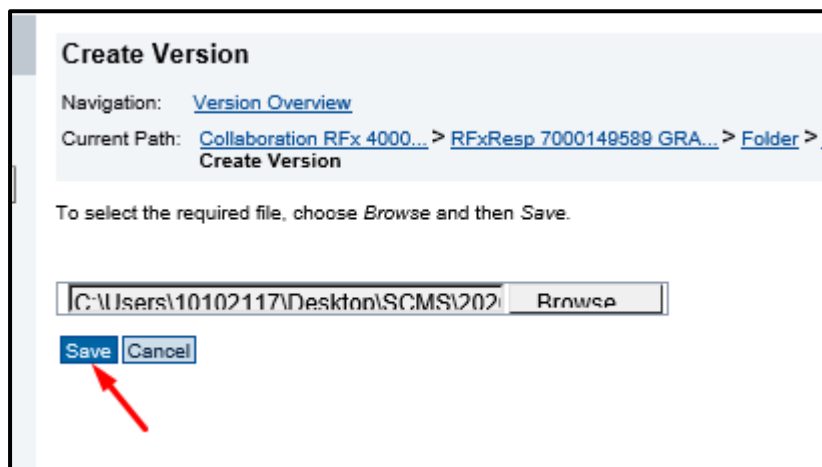 Create Version
Navigation: Version Overview
Current Path: Collaboration RFx 4000... > RFxResp 7000149589 GRA... > Folder >
Create Version
To select the required file, choose Browse and then Save.
C:\Users\10102117\Desktop\SCMS\202 Browse...
Save Cancel